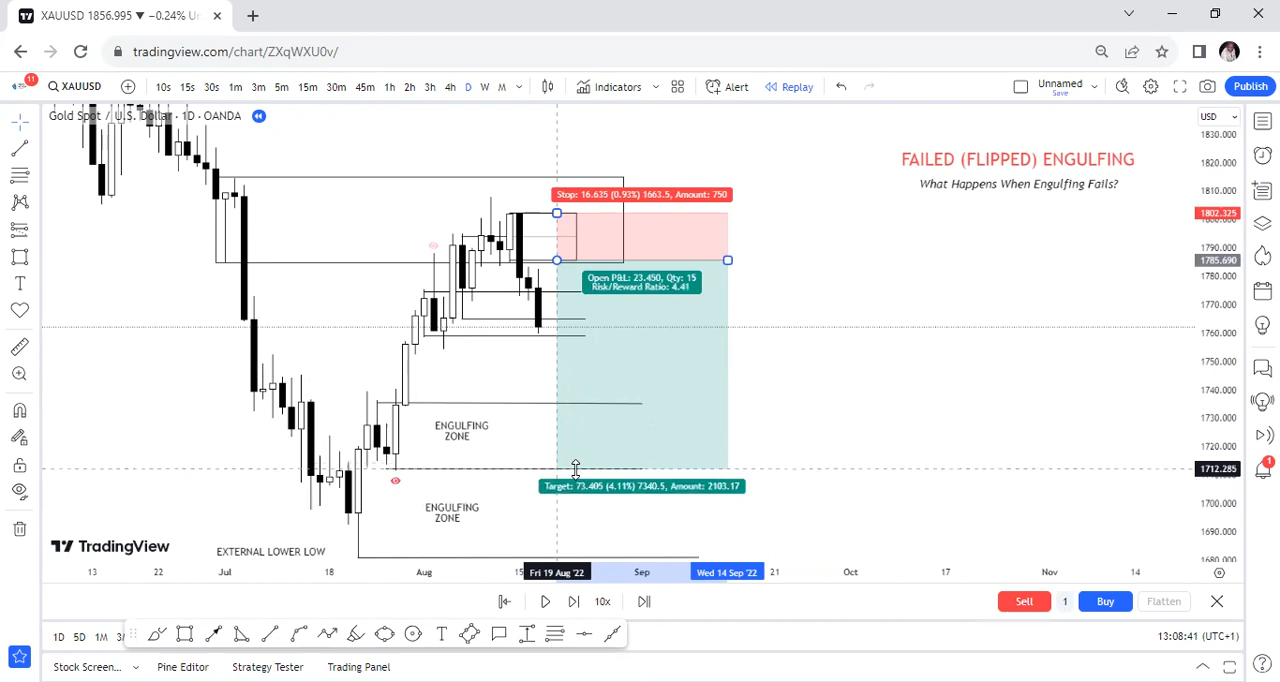 XAUUSD 1856.995 ▼ −0.24% Un
tradingview.com/chart/ZXqWXU0v/
11
XAUUSD
10s 15s 30s 1m 3m 5m 15m 30m 45m 1h 2h 3h 4h D W M
Indicators
Alert
Replay
Unnamed
Save
Publish
Gold Spot / U.S. Dollar · 1D · OANDA
USD
FAILED (FLIPPED) ENGULFING
What Happens When Engulfing Fails?
Stop: 16.635 (0.93%) 1663.5, Amount: 750
Open P&L: 23.450, Qty: 15
Risk/Reward Ratio: 4.41
Target: 73.405 (4.11%) 7340.5, Amount: 2103.17
ENGULFING
ZONE
ENGULFING
ZONE
EXTERNAL LOWER LOW
TradingView
1830.000
1820.000
1810.000
1802.325
1790.000
1785.690
1780.000
1770.000
1760.000
1750.000
1740.000
1730.000
1720.000
1712.285
1700.000
1690.000
1680.000
1
13 22 Jul 18 Aug 15 Fri 19 Aug '22 Sep Wed 14 Sep '22 21 Oct 17 Nov 14
10x
Sell 1 Buy Flatten
1D 5D 1M
13:08:41 (UTC+1)
Stock Screen... Pine Editor Strategy Tester Trading Panel